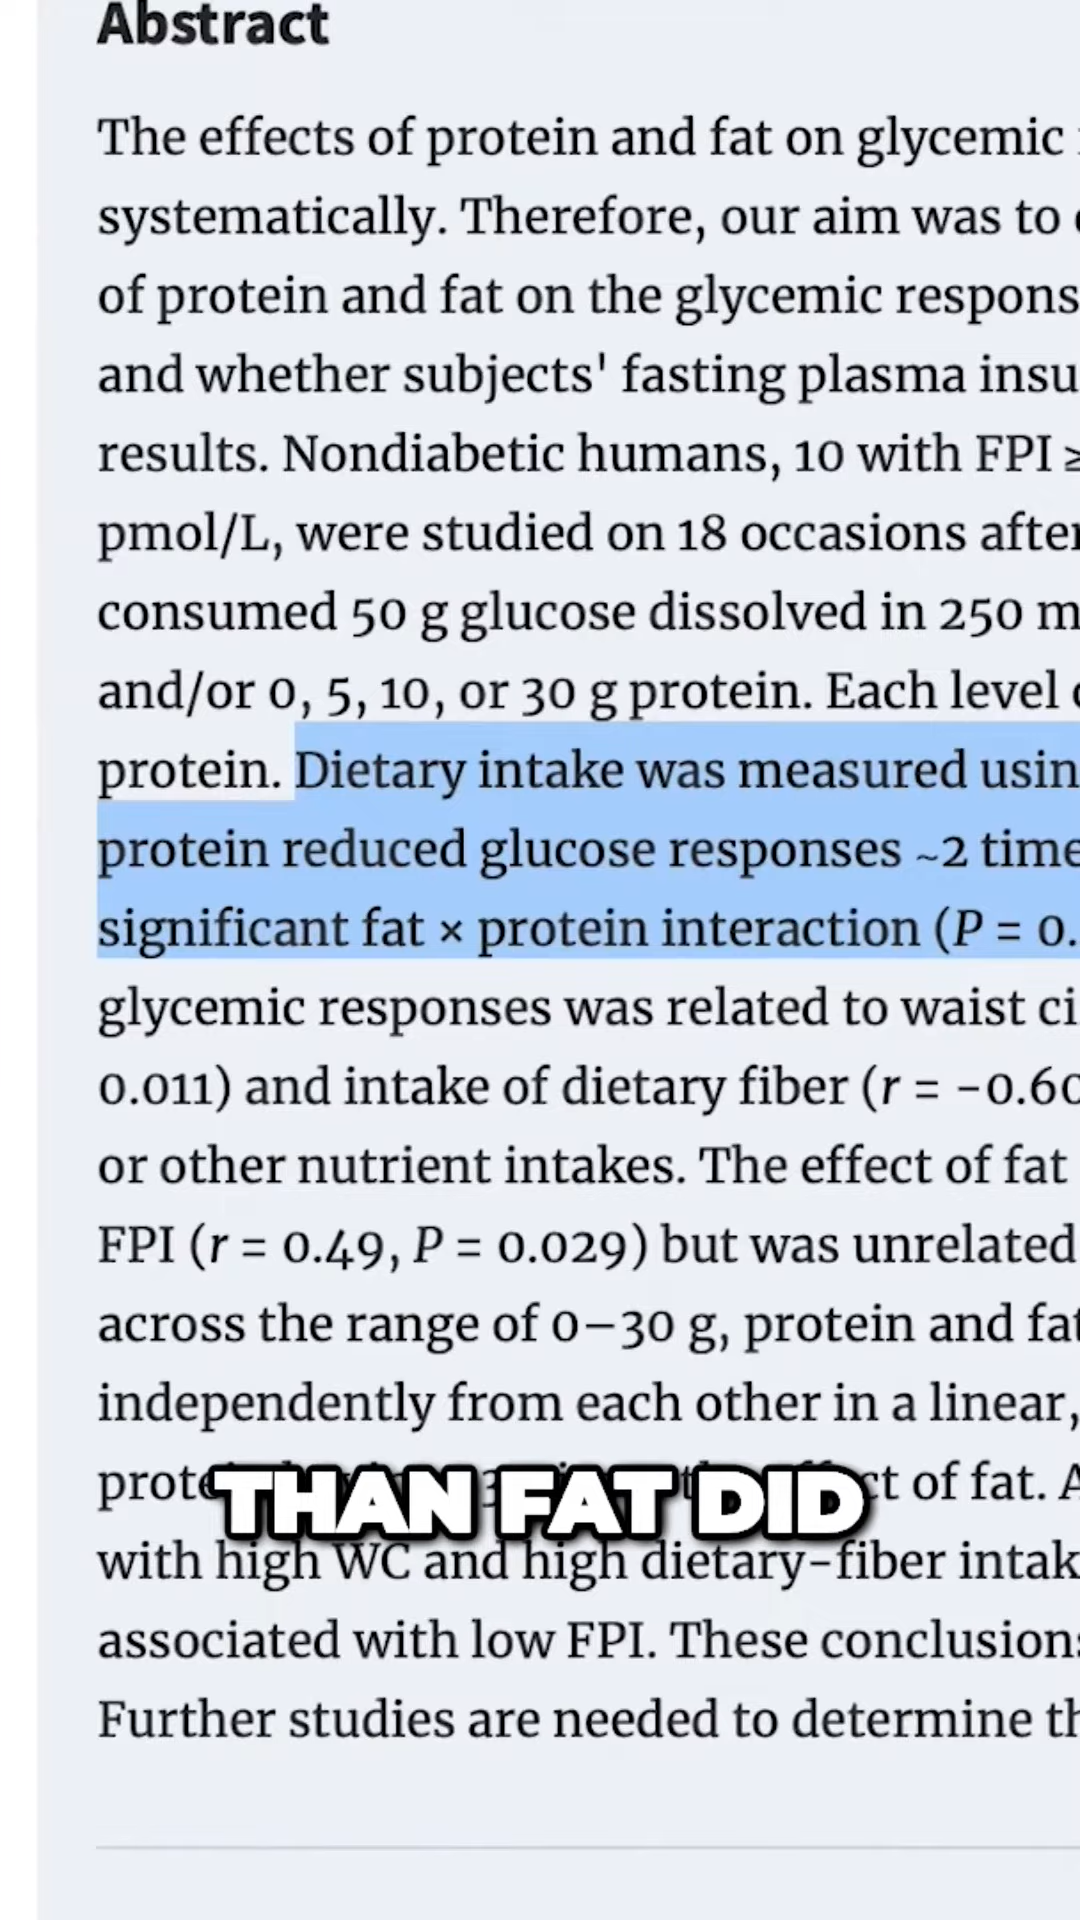 Abstract
The effects of protein and fat on glycemic
systematically. Therefore, our aim was to
of protein and fat on the glycemic respons
and whether subjects' fasting plasma insu
results. Nondiabetic humans, 10 with FPI ≥
pmol/L, were studied on 18 occasions after
consumed 50 g glucose dissolved in 250 m
and/or 0, 5, 10, or 30 g protein. Each level
protein. Dietary intake was measured usin
protein reduced glucose responses ~2 time
significant fat × protein interaction (P = 0.
glycemic responses was related to waist ci
0.011) and intake of dietary fiber (r = −0.60
or other nutrient intakes. The effect of fat
FPI (r = 0.49, P = 0.029) but was unrelated
across the range of 0–30 g, protein and fat
independently from each other in a linear,
of fat. A
THAN FAT DID
with high WC and high dietary-fiber intak
associated with low FPI. These conclusions
Further studies are needed to determine th